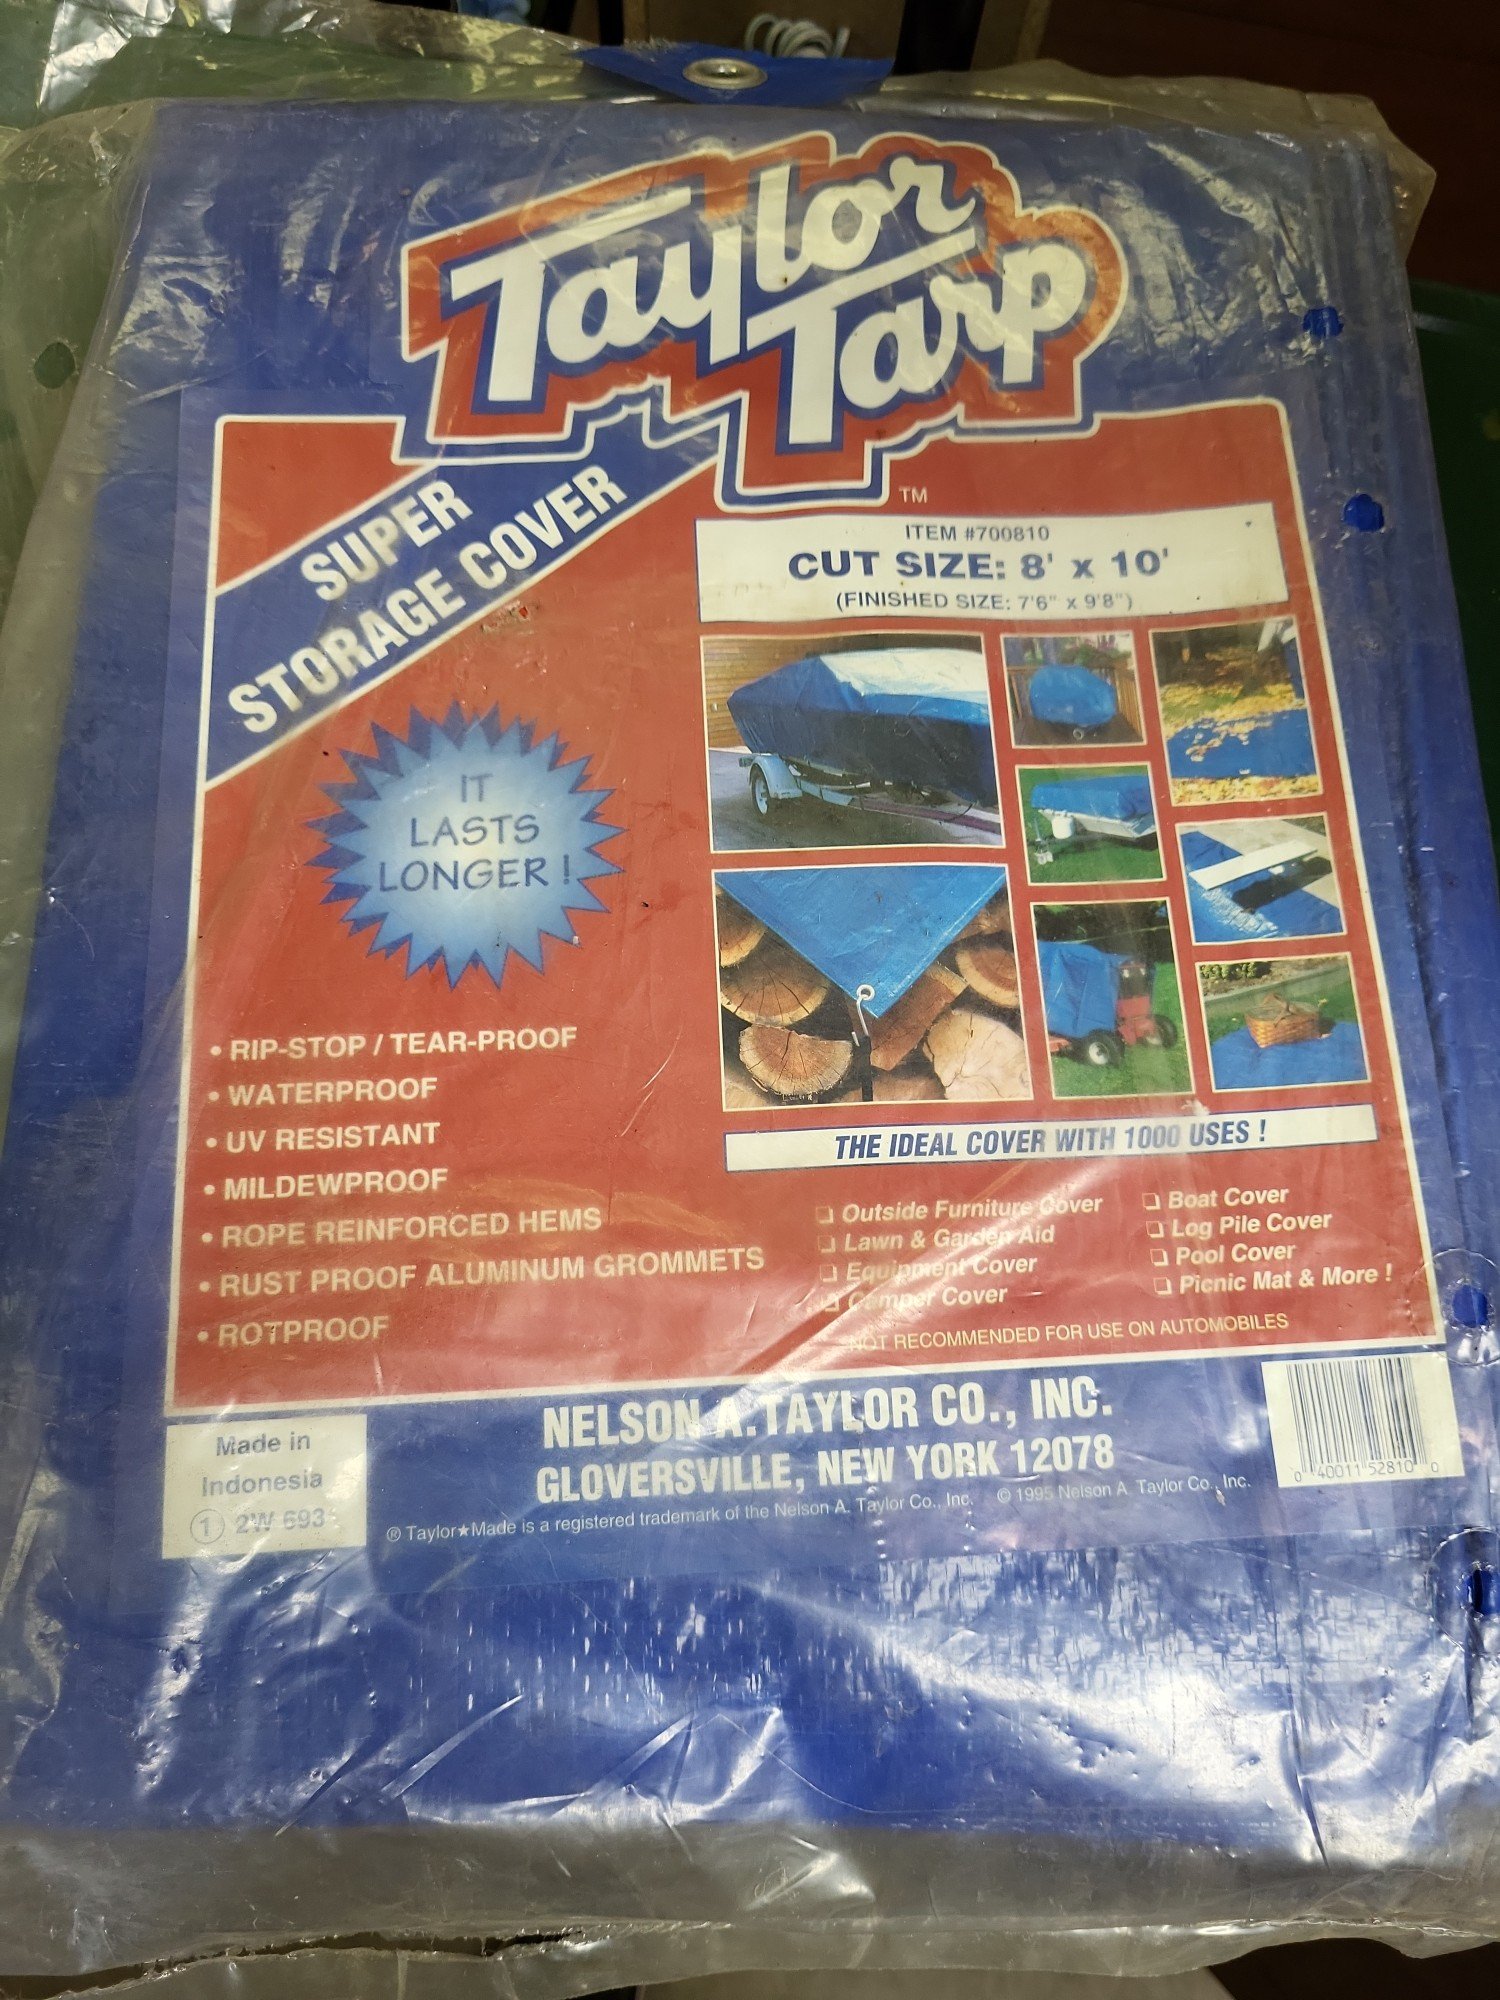 Taylor
Tarp
TM
SUPER
STORAGE COVER
ITEM #700810
CUT SIZE: 8' x 10'
(FINISHED SIZE: 7'6" x 9'8")
IT
LASTS
LONGER !
• RIP-STOP / TEAR-PROOF
• WATERPROOF
• UV RESISTANT
• MILDEWPROOF
• ROPE REINFORCED HEMS
• RUST PROOF ALUMINUM GROMMETS
• ROTPROOF
THE IDEAL COVER WITH 1000 USES !
❏ Outside Furniture Cover
❏ Lawn & Garden Aid
❏ Equipment Cover
❏ Camper Cover
❏ Boat Cover
❏ Log Pile Cover
❏ Pool Cover
❏ Picnic Mat & More !
NOT RECOMMENDED FOR USE ON AUTOMOBILES
NELSON A. TAYLOR CO., INC.
GLOVERSVILLE, NEW YORK 12078
® Taylor★Made is a registered trademark of the Nelson A. Taylor Co., Inc. © 1995 Nelson A. Taylor Co., Inc.
Made in
Indonesia
1 2W 693
0 40011 52810 0